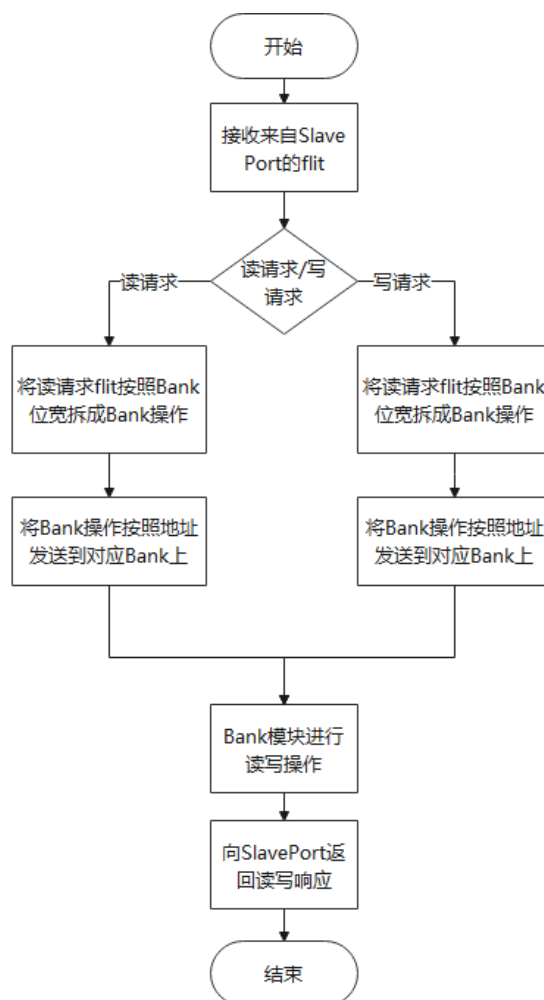 开始
接收来自Slave
Port的flit
读请求/写
请求
读请求
写请求
将读请求flit按照Bank
位宽拆成Bank操作
将读请求flit按照Bank
位宽拆成Bank操作
将Bank操作按照地址
发送到对应Bank上
将Bank操作按照地址
发送到对应Bank上
Bank模块进行
读写操作
向SlavePort返
回读写响应
结束